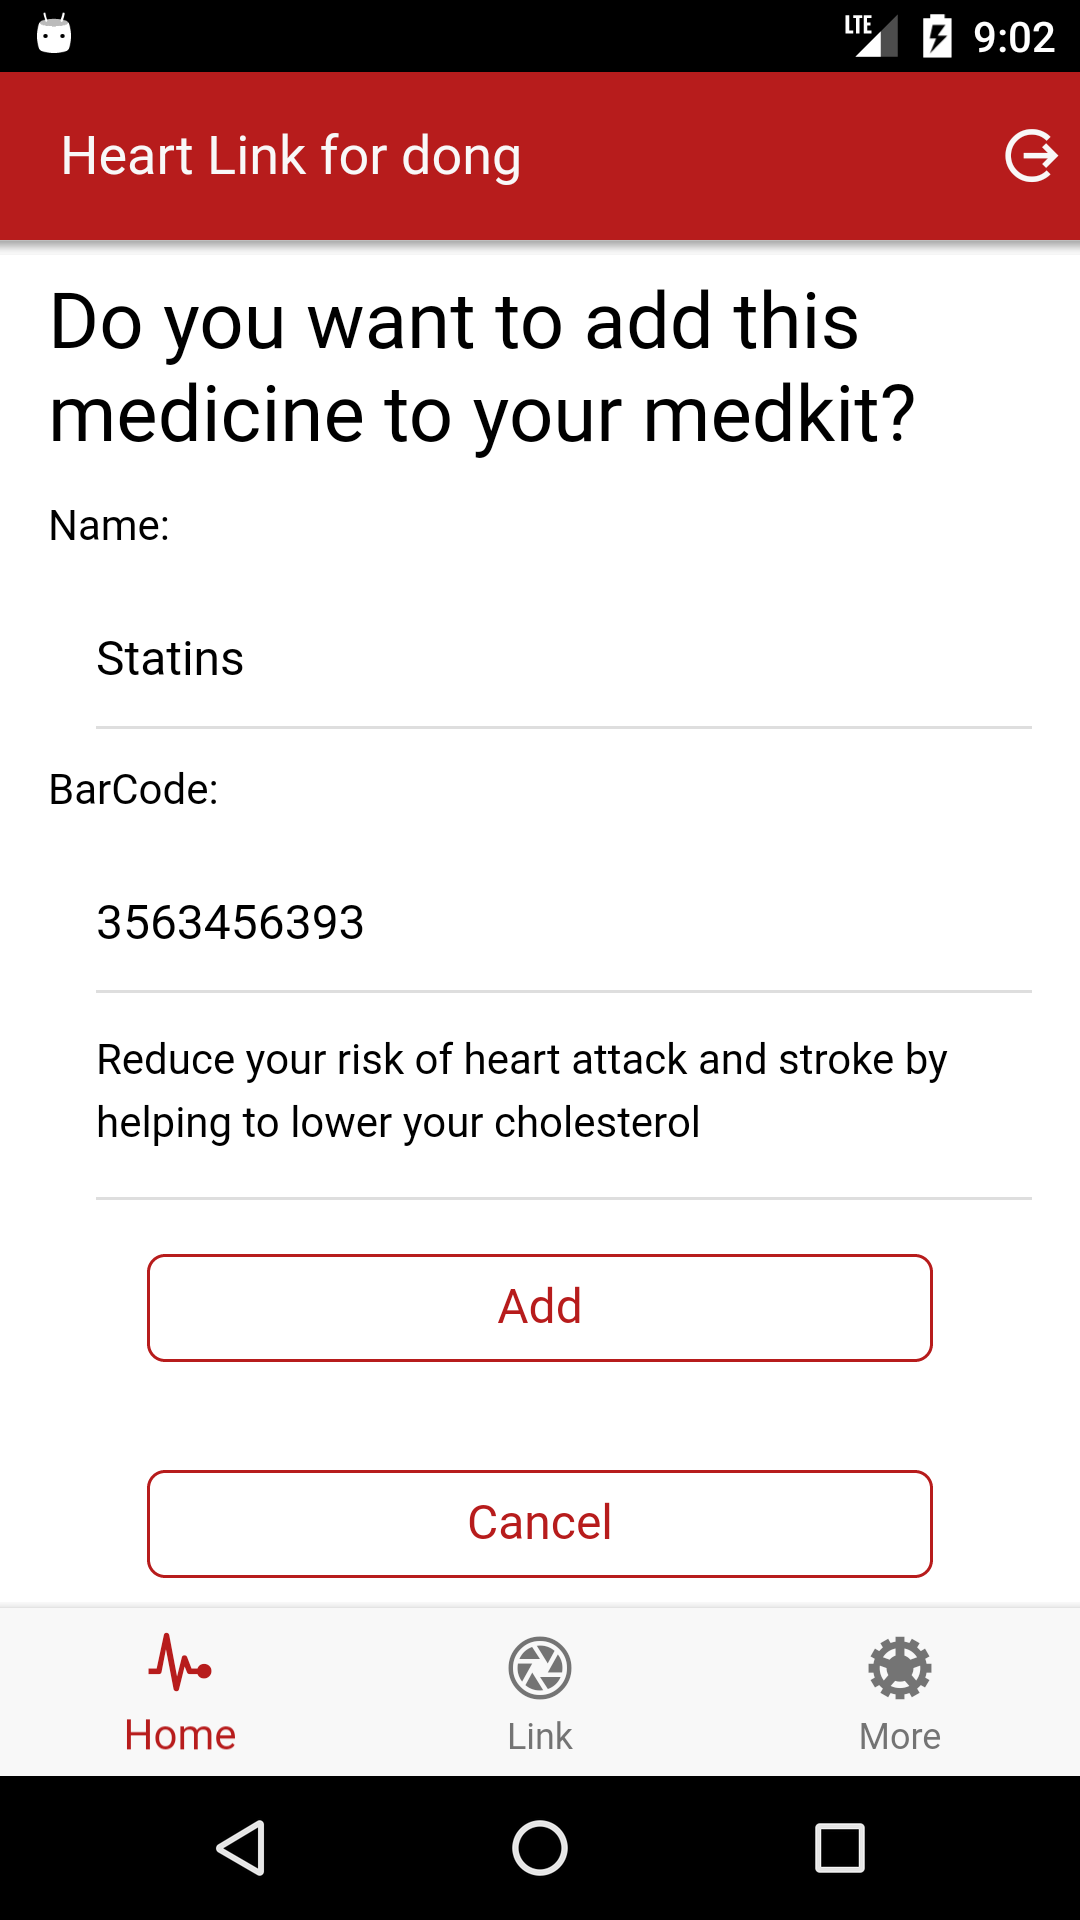 LTE 9:02
Heart Link for dong
Do you want to add this
medicine to your medkit?
Name:
Statins
BarCode:
3563456393
Reduce your risk of heart attack and stroke by
helping to lower your cholesterol
Add
Cancel
Home Link More